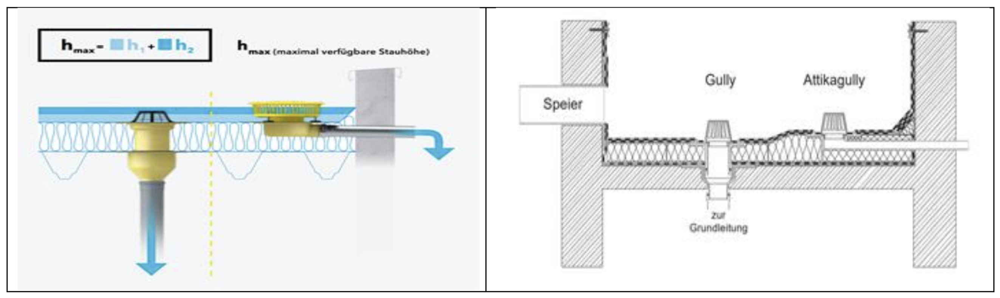 hmax= h1+ h2
hmax (maximal verfügbare Stauhöhe)
Speier
Gully
Attikagully
zur
Grundleitung